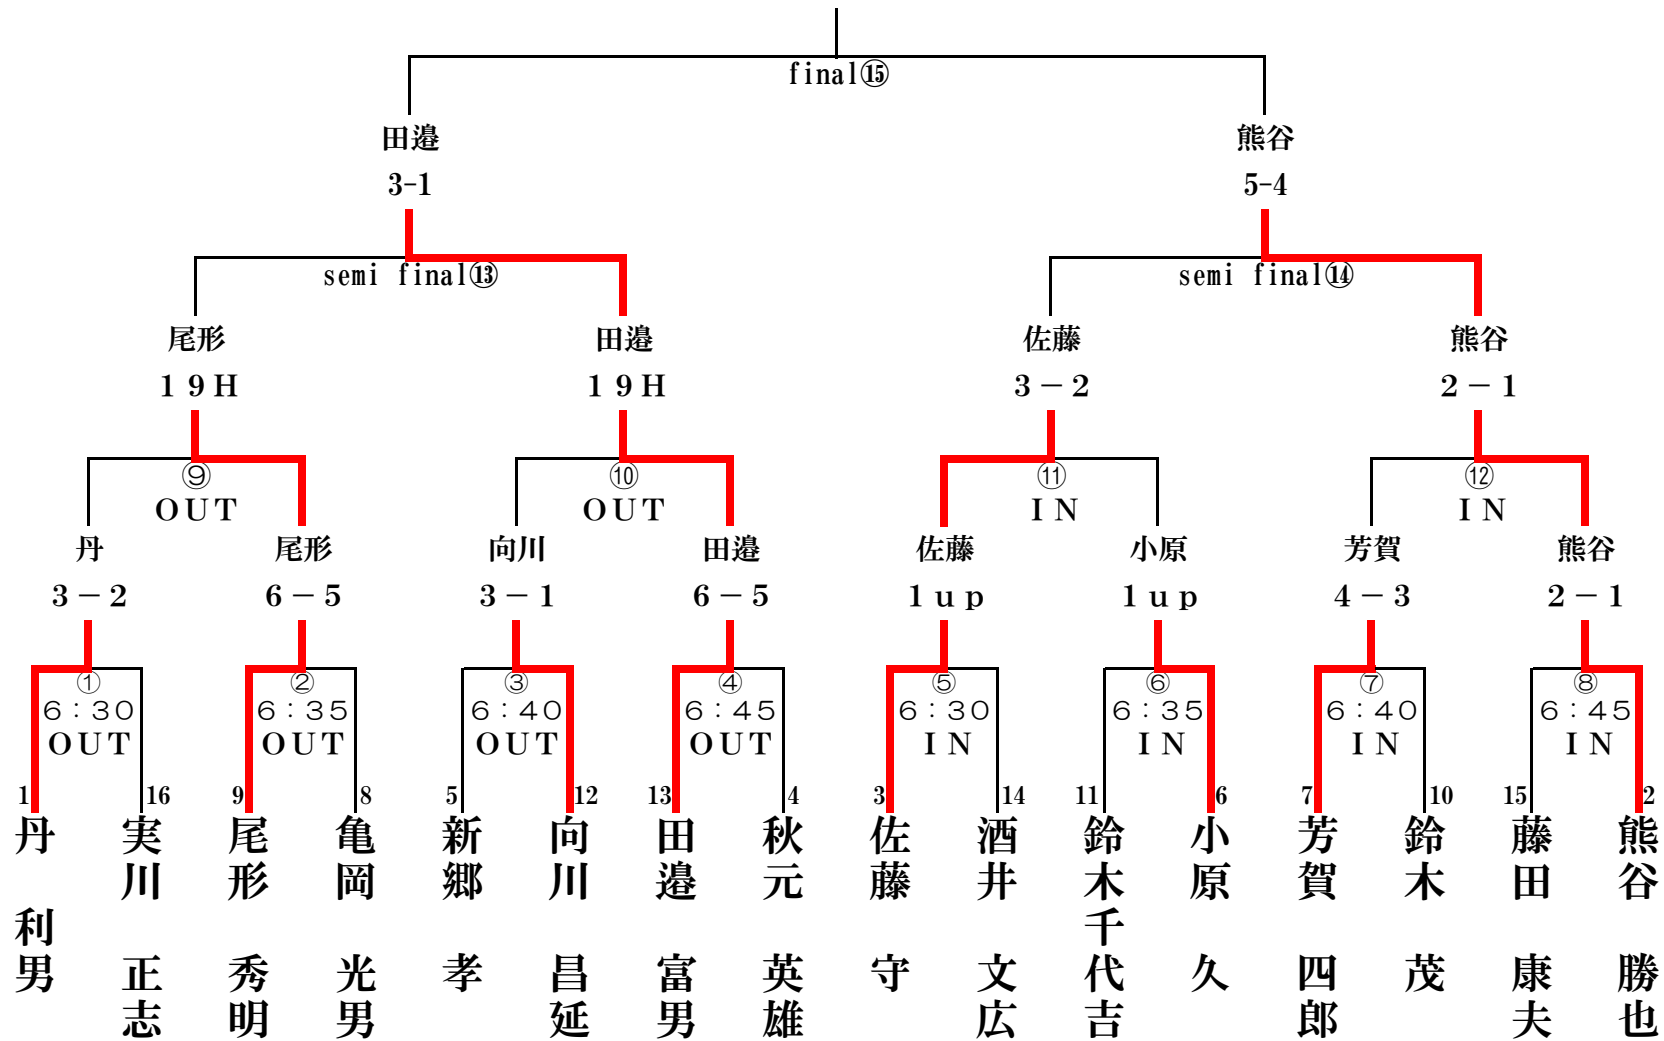 final⑮
田邉 熊谷
3-1 5-4
semi final⑬ semi final⑭
尾形 田邉 佐藤 熊谷
19H 19H 3－2 2－1
⑨ ⑩ ⑪ ⑫
OUT OUT IN IN
丹 尾形 向川 田邉 佐藤 小原 芳賀 熊谷
3－2 6－5 3－1 6－5 1up 1up 4－3 2－1
① ② ③ ④ ⑤ ⑥ ⑦ ⑧
6：30 6：35 6：40 6：45 6：30 6：35 6：40 6：45
OUT OUT OUT OUT IN IN IN IN
1 16 9 8 5 12 13 4 3 14 11 6 7 10 15 2
丹 利男
実川 正志
尾形 秀明
亀岡 光男
新郷 孝
向川 昌延
田邉 富男
秋元 英雄
佐藤 守
酒井 文広
鈴木千代吉
小原 久
芳賀 四郎
鈴木 茂
藤田 康夫
熊谷 勝也